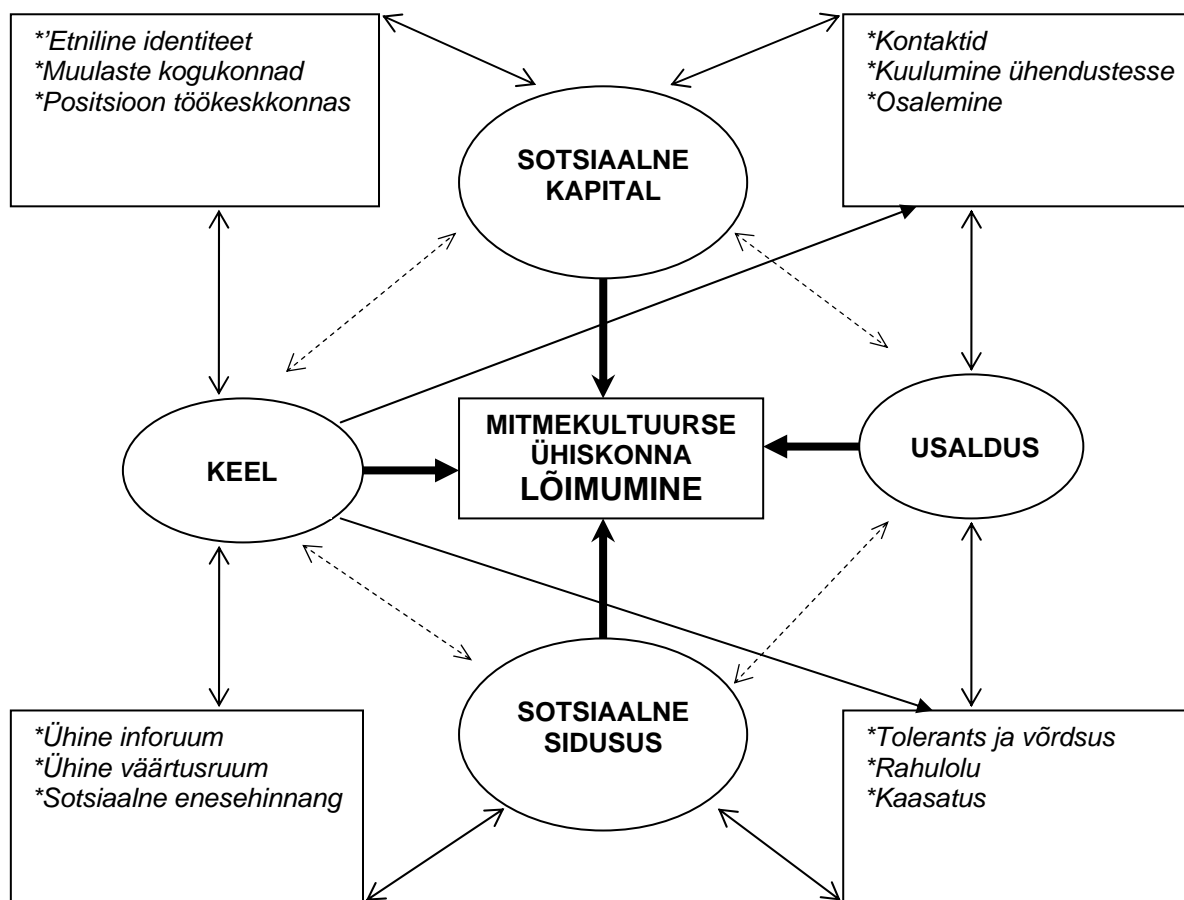 *’Etniline identiteet
*Muulaste kogukonnad
*Positsioon töökeskkonnas
*Kontaktid
*Kuulumine ühendustesse
*Osalemine
SOTSIAALNE
KAPITAL
KEEL
MITMEKULTUURSE
ÜHISKONNA
LÕIMUMINE
USALDUS
SOTSIAALNE
SIDUSUS
*Ühine inforuum
*Ühine väärtusruum
*Sotsiaalne enesehinnang
*Tolerants ja võrdsus
*Rahulolu
*Kaasatus